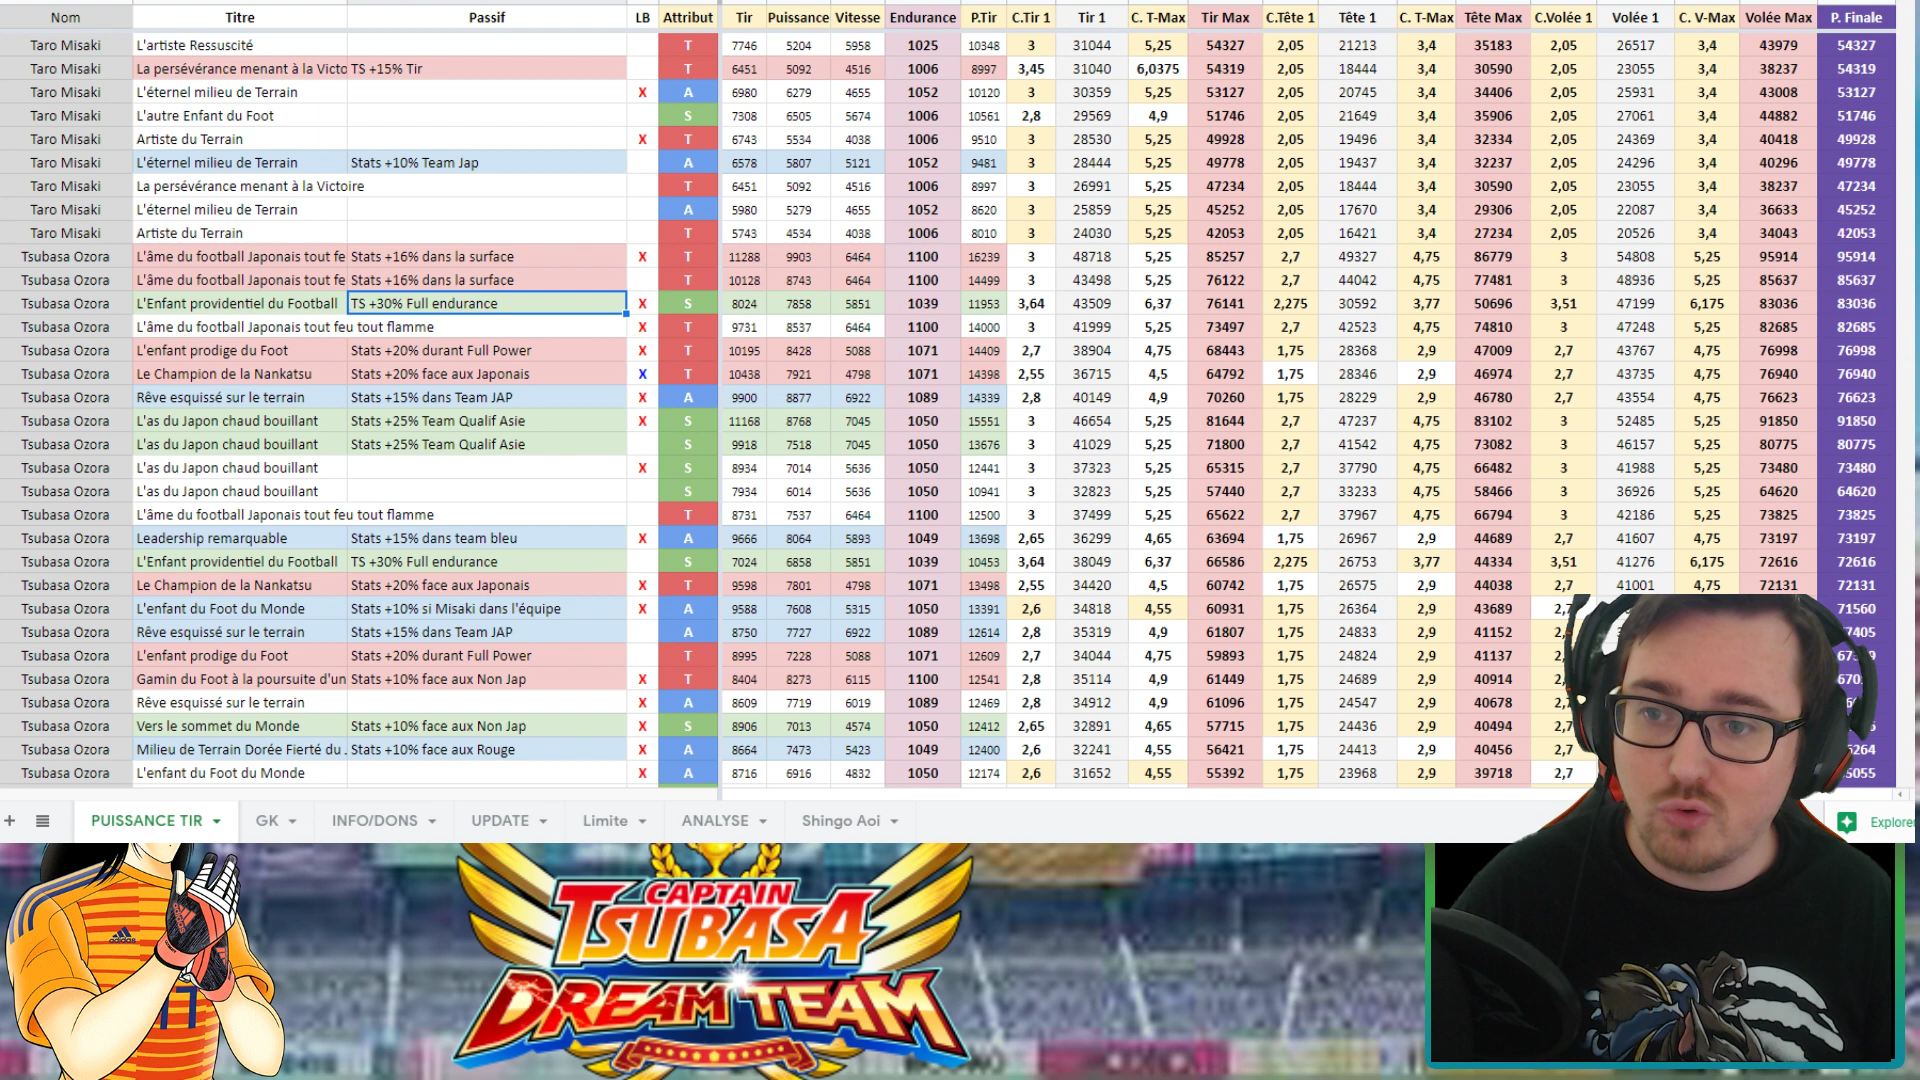 Nom Titre Passif LB Attribut Tir Puissance Vitesse Endurance P.Tir C.Tir 1 Tir 1 C. T-Max Tir Max C.Tête 1 Tête 1 C. T-Max Tête Max C.Volée 1 Volée 1 C. V-Max Volée Max P. Finale
Taro Misaki L'artiste Ressuscité T 7746 5204 5958 1025 10348 3 31044 5,25 54327 2,05 21213 3,4 35183 2,05 26517 3,4 43979 54327
Taro Misaki La persévérance menant à la Victo TS +15% Tir T 6451 5092 4516 1006 8997 3,45 31040 6,0375 54319 2,05 18444 3,4 30590 2,05 23055 3,4 38237 54319
Taro Misaki L'éternel milieu de Terrain X A 6980 6279 4655 1052 10120 3 30359 5,25 53127 2,05 20745 3,4 34406 2,05 25931 3,4 43008 53127
Taro Misaki L'autre Enfant du Foot S 7308 6505 5674 1006 10561 2,8 29569 4,9 51746 2,05 21649 3,4 35906 2,05 27061 3,4 44882 51746
Taro Misaki Artiste du Terrain X T 6743 5534 4038 1006 9510 3 28530 5,25 49928 2,05 19496 3,4 32334 2,05 24369 3,4 40418 49928
Taro Misaki L'éternel milieu de Terrain Stats +10% Team Jap A 6578 5807 5121 1052 9481 3 28444 5,25 49778 2,05 19437 3,4 32237 2,05 24296 3,4 40296 49778
Taro Misaki La persévérance menant à la Victoire T 6451 5092 4516 1006 8997 3 26991 5,25 47234 2,05 18444 3,4 30590 2,05 23055 3,4 38237 47234
Taro Misaki L'éternel milieu de Terrain A 5980 5279 4655 1052 8620 3 25859 5,25 45252 2,05 17670 3,4 29306 2,05 22087 3,4 36633 45252
Taro Misaki Artiste du Terrain T 5743 4534 4038 1006 8010 3 24030 5,25 42053 2,05 16421 3,4 27234 2,05 20526 3,4 34043 42053
Tsubasa Ozora L'âme du football Japonais tout fe Stats +16% dans la surface X T 11288 9903 6464 1100 16239 3 48718 5,25 85257 2,7 49327 4,75 86779 3 54808 5,25 95914 95914
Tsubasa Ozora L'âme du football Japonais tout fe Stats +16% dans la surface T 10128 8743 6464 1100 14499 3 43498 5,25 76122 2,7 44042 4,75 77481 3 48936 5,25 85637 85637
Tsubasa Ozora L'Enfant providentiel du Football TS +30% Full endurance X S 8024 7858 5851 1039 11953 3,64 43509 6,37 76141 2,275 30592 3,77 50696 3,51 47199 6,175 83036 83036
Tsubasa Ozora L'âme du football Japonais tout feu tout flamme X T 9731 8537 6464 1100 14000 3 41999 5,25 73497 2,7 42523 4,75 74810 3 47248 5,25 82685 82685
Tsubasa Ozora L'enfant prodige du Foot Stats +20% durant Full Power X T 10195 8428 5088 1071 14409 2,7 38904 4,75 68443 1,75 28368 2,9 47009 2,7 43767 4,75 76998 76998
Tsubasa Ozora Le Champion de la Nankatsu Stats +20% face aux Japonais X T 10438 7921 4798 1071 14398 2,55 36715 4,5 64792 1,75 28346 2,9 46974 2,7 43735 4,75 76940 76940
Tsubasa Ozora Rêve esquissé sur le terrain Stats +15% dans Team JAP X A 9900 8877 6922 1089 14339 2,8 40149 4,9 70260 1,75 28229 2,9 46780 2,7 43554 4,75 76623 76623
Tsubasa Ozora L'as du Japon chaud bouillant Stats +25% Team Qualif Asie X S 11168 8768 7045 1050 15551 3 46654 5,25 81644 2,7 47237 4,75 83102 3 52485 5,25 91850 91850
Tsubasa Ozora L'as du Japon chaud bouillant Stats +25% Team Qualif Asie S 9918 7518 7045 1050 13676 3 41029 5,25 71800 2,7 41542 4,75 73082 3 46157 5,25 80775 80775
Tsubasa Ozora L'as du Japon chaud bouillant X S 8934 7014 5636 1050 12441 3 37323 5,25 65315 2,7 37790 4,75 66482 3 41988 5,25 73480 73480
Tsubasa Ozora L'as du Japon chaud bouillant S 7934 6014 5636 1050 10941 3 32823 5,25 57440 2,7 33233 4,75 58466 3 36926 5,25 64620 64620
Tsubasa Ozora L'âme du football Japonais tout feu tout flamme T 8731 7537 6464 1100 12500 3 37499 5,25 65622 2,7 37967 4,75 66794 3 42186 5,25 73825 73825
Tsubasa Ozora Leadership remarquable Stats +15% dans team bleu X A 9666 8064 5893 1049 13698 2,65 36299 4,65 63694 1,75 26967 2,9 44689 2,7 41607 4,75 73197 73197
Tsubasa Ozora L'Enfant providentiel du Football TS +30% Full endurance S 7024 6858 5851 1039 10453 3,64 38049 6,37 66586 2,275 26753 3,77 44334 3,51 41276 6,175 72616 72616
Tsubasa Ozora Le Champion de la Nankatsu Stats +20% face aux Japonais X T 9598 7801 4798 1071 13498 2,55 34420 4,5 60742 1,75 26575 2,9 44038 2,7 41001 4,75 72131 72131
Tsubasa Ozora L'enfant du Foot du Monde Stats +10% si Misaki dans l'équipe X A 9588 7608 5315 1050 13391 2,6 34818 4,55 60931 1,75 26364 2,9 43689 2,7 71560
Tsubasa Ozora Rêve esquissé sur le terrain Stats +15% dans Team JAP A 8750 7727 6922 1089 12614 2,8 35319 4,9 61807 1,75 24833 2,9 41152 7405
Tsubasa Ozora L'enfant prodige du Foot Stats +20% durant Full Power T 8995 7228 5088 1071 12609 2,7 34044 4,75 59893 1,75 24824 2,9 41137
Tsubasa Ozora Gamin du Foot à la poursuite d'un Stats +10% face aux Non Jap X T 8404 8273 6115 1100 12541 2,8 35114 4,9 61449 1,75 24689 2,9 40914
Tsubasa Ozora Rêve esquissé sur le terrain X A 8609 7719 6019 1089 12469 2,8 34912 4,9 61096 1,75 24547 2,9 40678
Tsubasa Ozora Vers le sommet du Monde Stats +10% face aux Non Jap X S 8906 7013 4574 1050 12412 2,65 32891 4,65 57715 1,75 24436 2,9 40494 2,7
Tsubasa Ozora Milieu de Terrain Dorée Fierté du . Stats +10% face aux Rouge X A 8664 7473 5423 1049 12400 2,6 32241 4,55 56421 1,75 24413 2,9 40456 2,7 6264
Tsubasa Ozora L'enfant du Foot du Monde X A 8716 6916 4832 1050 12174 2,6 31652 4,55 55392 1,75 23968 2,9 39718 2,7 5055
+ PUISSANCE TIR GK INFO/DONS UPDATE Limite ANALYSE Shingo Aoi Explorer
adidas
CAPTAIN
TSUBASA
DREAM TEAM